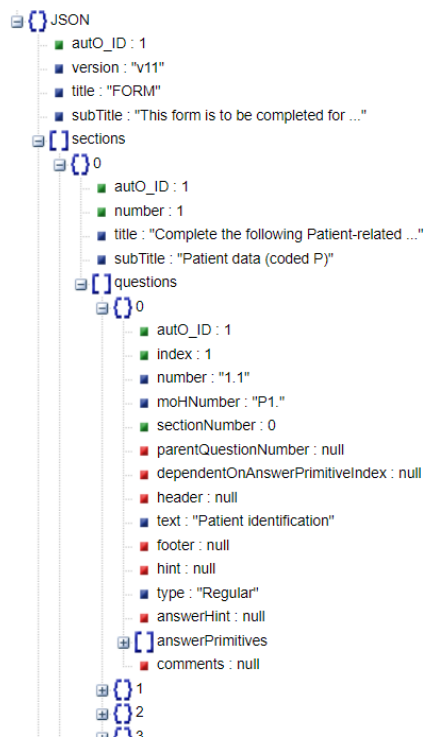 JSON
autO_ID : 1
version : "v11"
title : "FORM"
subTitle : "This form is to be completed for ..."
sections
0
autO_ID : 1
number : 1
title : "Complete the following Patient-related ..."
subTitle : "Patient data (coded P)"
questions
0
autO_ID : 1
index : 1
number : "1.1"
moHNumber : "P1."
sectionNumber : 0
parentQuestionNumber : null
dependentOnAnswerPrimitiveIndex : null
header : null
text : "Patient identification"
footer : null
hint : null
type : "Regular"
answerHint : null
answerPrimitives
comments : null
1
2
3